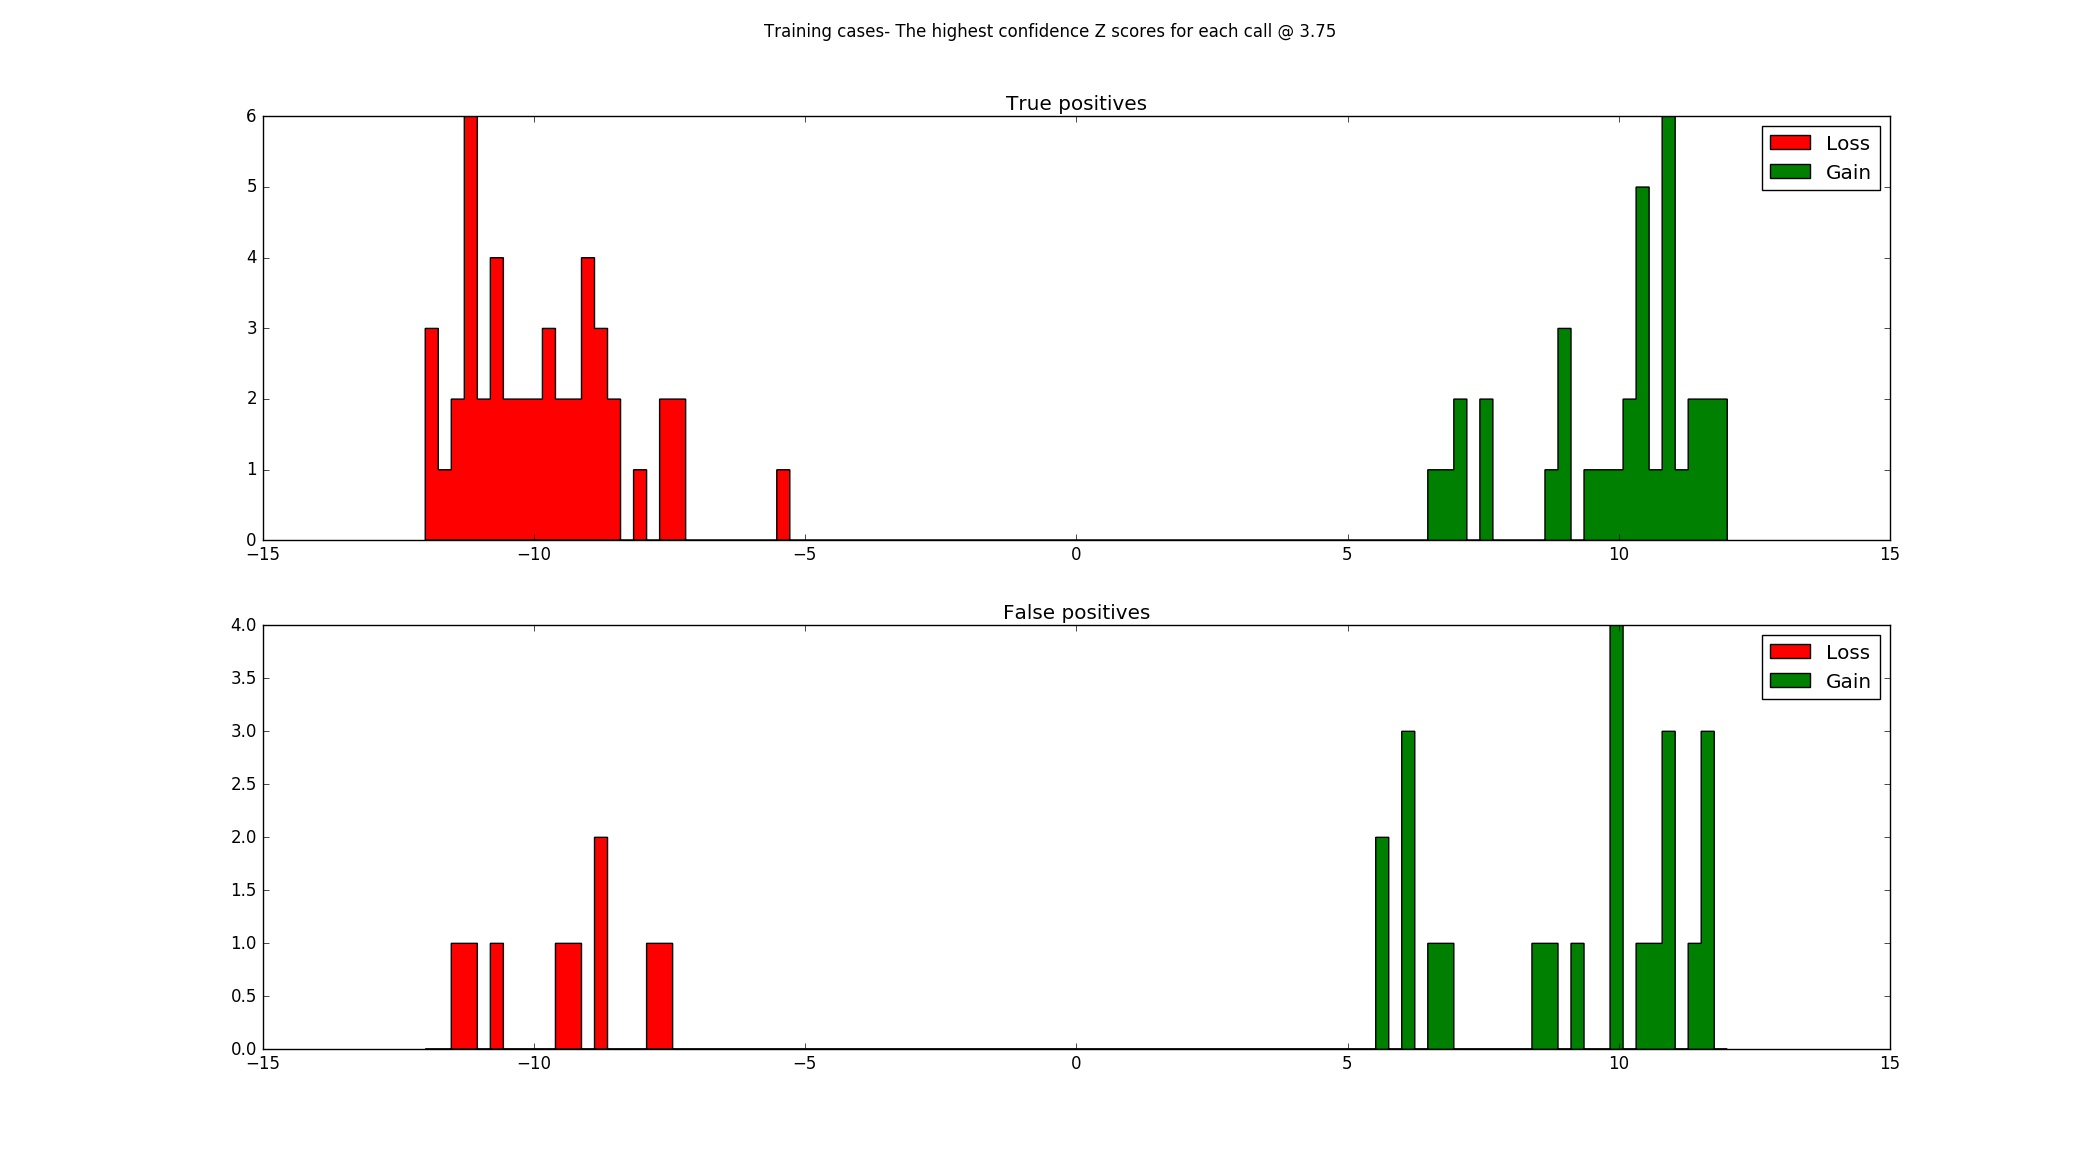 Training cases- The highest confidence Z scores for each call @ 3.75
True positives
6
5
4
3
2
1
0
Loss
Gain
−15 −10 −5 0 5 10 15
False positives
4.0
3.5
3.0
2.5
2.0
1.5
1.0
0.5
0.0
Loss
Gain
−15 −10 −5 0 5 10 15